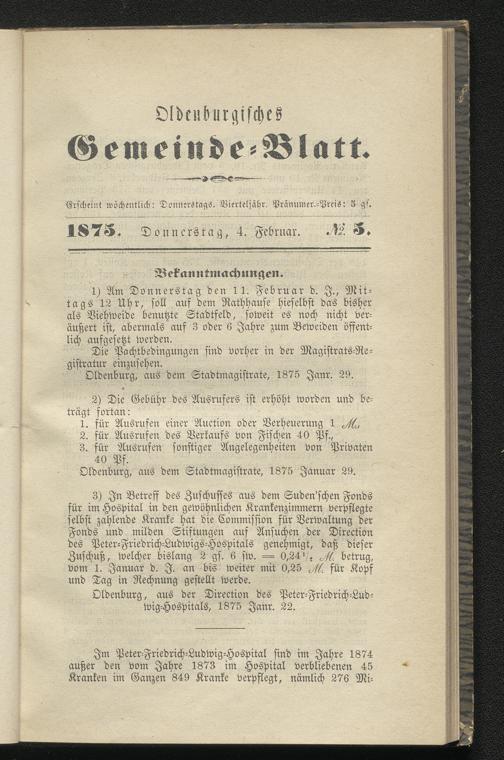 Oldenburgisches
Gemeinde-Blatt.
Erscheint wöchentlich: Donnerstags. Vierteljähr. Pränumer.-Preis: 5 gf.
1875. Donnerstag, 4. Februar. № 5.
Bekanntmachungen.
1) Am Donnerstag den 11. Februar d. J., Mit-
tags 12 Uhr, soll auf dem Rathhause hieselbst das bisher
als Viehweide benutzte Stadtfeld, soweit es noch nicht ver-
äußert ist, abermals auf 3 oder 6 Jahre zum Beweiden öffent-
lich aufgesetzt werden.
Die Pachtbedingungen sind vorher in der Magistrats-Re-
gistratur einzusehen.
Oldenburg, aus dem Stadtmagistrate, 1875 Janr. 29.
2) Die Gebühr des Ausrufers ist erhöht worden und be-
trägt fortan:
1. für Ausrufen einer Auction oder Verheuerung 1 M.,
2. für Ausrufen des Verkaufs von Fischen 40 Pf.,
3. für Ausrufen sonstiger Angelegenheiten von Privaten
40 Pf.
Oldenburg, aus dem Stadtmagistrate, 1875 Januar 29.
3) In Betreff des Zuschusses aus dem Suden'schen Fonds
für im Hospital in den gewöhnlichen Krankenzimmern verpflegte
selbst zahlende Kranke hat die Commission für Verwaltung der
Fonds und milden Stiftungen auf Ansuchen der Direction
des Peter-Friedrich-Ludwigs-Hospitals genehmigt, daß dieser
Zuschuß, welcher bislang 2 gf. 6 sw. = 0,24 M. betrug,
vom 1. Januar d. J. an bis weiter mit 0,25 M. für Kopf
und Tag in Rechnung gestellt werde.
Oldenburg, aus der Direction des Peter-Friedrich-Lud-
wig-Hospitals, 1875 Janr. 22.
Im Peter-Friedrich-Ludwig-Hospital sind im Jahre 1874
außer den vom Jahre 1873 im Hospital verbliebenen 45
Kranken im Ganzen 849 Kranke verpflegt, nämlich 276 Mi-